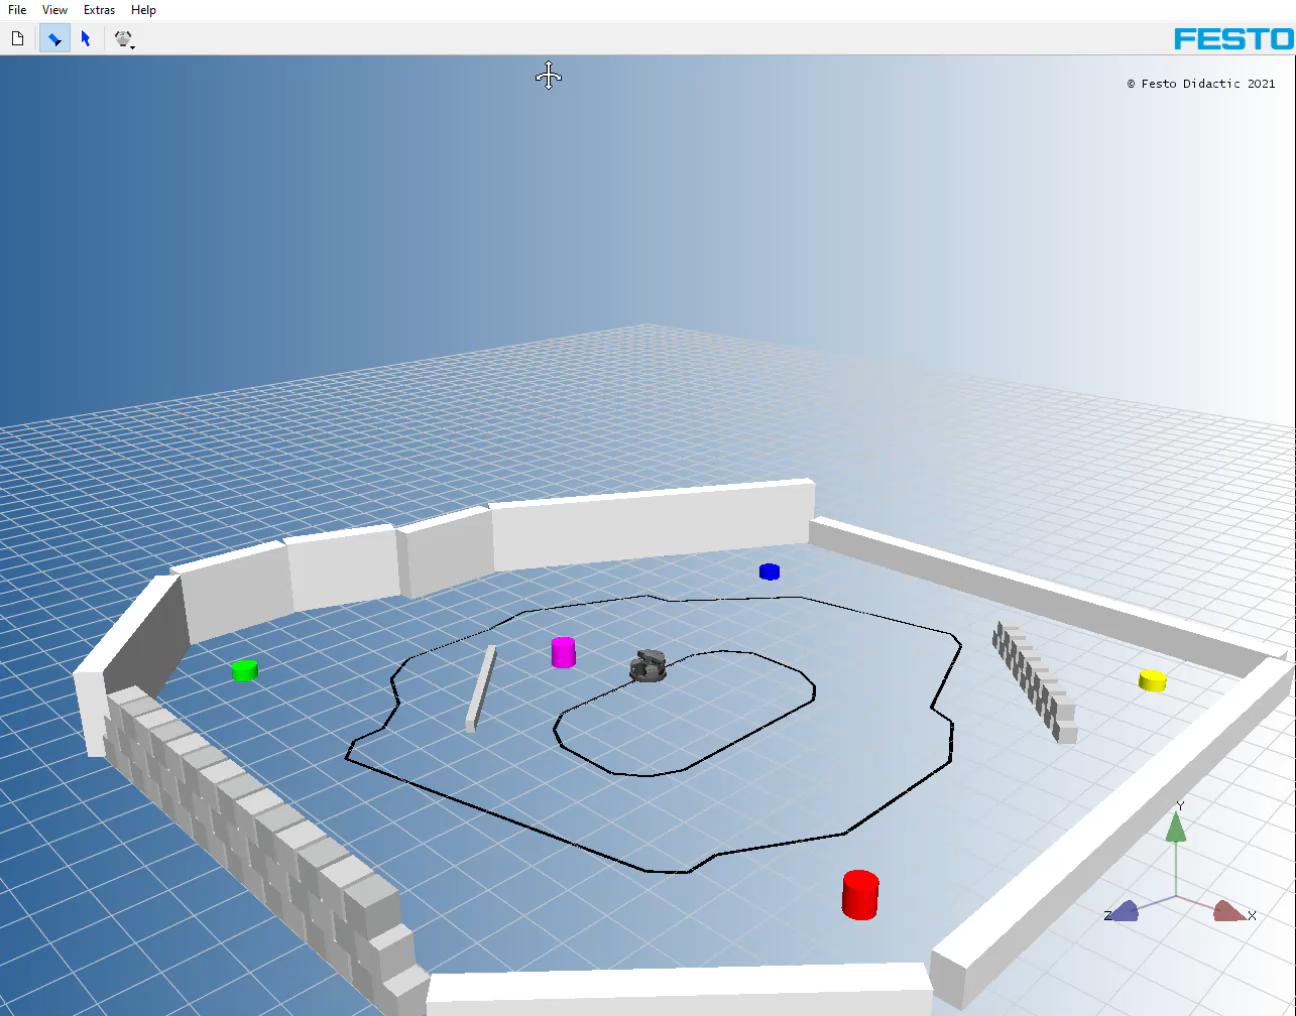 File View Extras Help
FESTO
© Festo Didactic 2021
Y
Z X